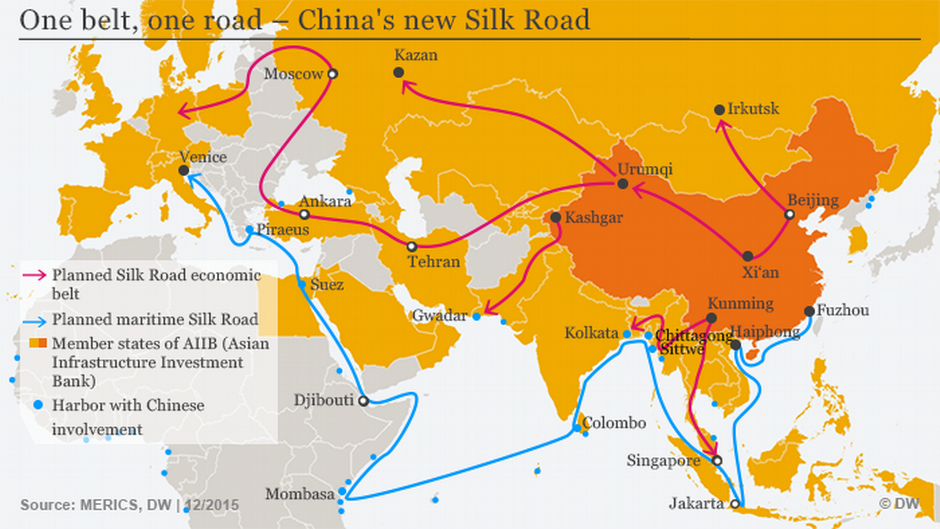 One belt, one road – China's new Silk Road
Kazan
Moscow
Irkutsk
Venice
Urumqi
Ankara
Beijing
Kashgar
Piraeus
Tehran
Xi‘an
Planned Silk Road economic
belt
Suez
Kunming
Gwadar
Fuzhou
Planned maritime Silk Road
Kolkata
Chittagong
Haiphong
Member states of AIIB (Asian
Infrastructure Investment
Bank)
Sittwe
Djibouti
Harbor with Chinese
involvement
Colombo
Singapore
Mombasa
Jakarta
Source: MERICS, DW | 12/2015
© DW